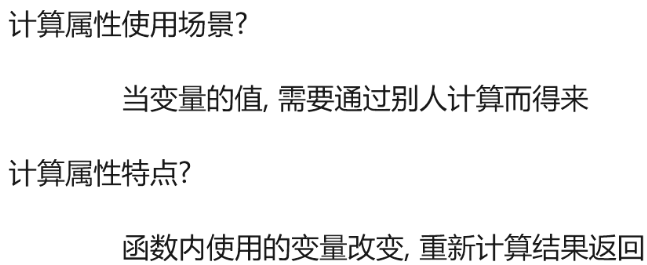 计算属性使用场景?
当变量的值, 需要通过别人计算而得来
计算属性特点?
函数内使用的变量改变, 重新计算结果返回